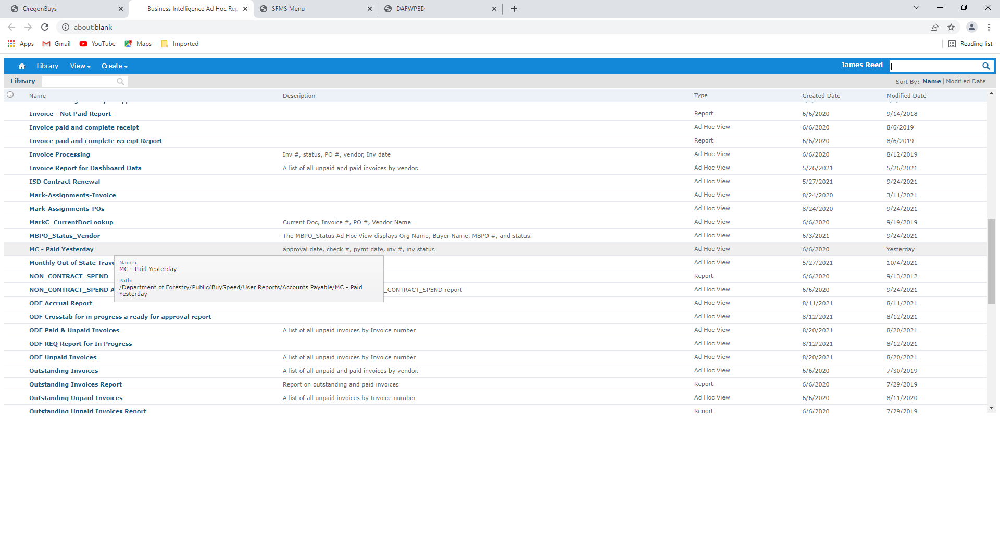 OregonBuys
Business Intelligence Ad Hoc Rep
SFMS Menu
DAFWPBD
about:blank
Apps
Gmail
YouTube
Maps
Imported
Reading list
Library
View
Create
James Reed
Library
Sort By: Name | Modified Date
Name Description Type Created Date Modified Date
Invoice - Not Paid Report Report 6/6/2020 9/14/2018
Invoice paid and complete receipt Ad Hoc View 6/6/2020 8/6/2019
Invoice paid and complete receipt Report Report 6/6/2020 8/6/2019
Invoice Processing Inv #, status, PO #, vendor, Inv date Ad Hoc View 6/6/2020 8/12/2019
Invoice Report for Dashboard Data A list of all unpaid and paid invoices by vendor. Ad Hoc View 5/26/2021 5/26/2021
ISD Contract Renewal Ad Hoc View 5/27/2021 9/24/2021
Mark-Assignments-Invoice Ad Hoc View 8/24/2020 3/11/2021
Mark-Assignments-POs Ad Hoc View 8/24/2020 9/24/2021
MarkC_CurrentDocLookup Current Doc, Invoice #, PO #, Vendor Name Ad Hoc View 6/6/2020 9/19/2019
MBPO_Status_Vendor The MBPO_Status Ad Hoc View displays Org Name, Buyer Name, MBPO #, and status. Ad Hoc View 6/3/2021 9/24/2021
MC - Paid Yesterday approval date, check #, pymt date, inv #, inv status Ad Hoc View 6/6/2020 Yesterday
Monthly Out of State Trave Ad Hoc View 5/27/2021 10/4/2021
NON_CONTRACT_SPEND Report 6/6/2020 9/13/2012
NON_CONTRACT_SPEND A _CONTRACT_SPEND report Ad Hoc View 6/6/2020 9/24/2021
Name:
MC - Paid Yesterday
Path:
/Department of Forestry/Public/BuySpeed/User Reports/Accounts Payable/MC - Paid
Yesterday
ODF Accrual Report Ad Hoc View 8/11/2021 8/11/2021
ODF Crosstab for in progress a ready for approval report Ad Hoc View 8/12/2021 8/12/2021
ODF Paid & Unpaid Invoices A list of all unpaid invoices by Invoice number Ad Hoc View 8/20/2021 8/20/2021
ODF REQ Report for In Progress Ad Hoc View 8/12/2021 8/12/2021
ODF Unpaid Invoices A list of all unpaid invoices by Invoice number Ad Hoc View 8/20/2021 8/20/2021
Outstanding Invoices A list of all unpaid and paid invoices by vendor. Ad Hoc View 6/6/2020 7/30/2019
Outstanding Invoices Report Report on outstanding and paid invoices Report 6/6/2020 7/29/2019
Outstanding Unpaid Invoices A list of all unpaid invoices by Invoice number Ad Hoc View 6/6/2020 8/11/2020
Outstanding Unpaid Invoices Report Report 6/6/2020 7/29/2019